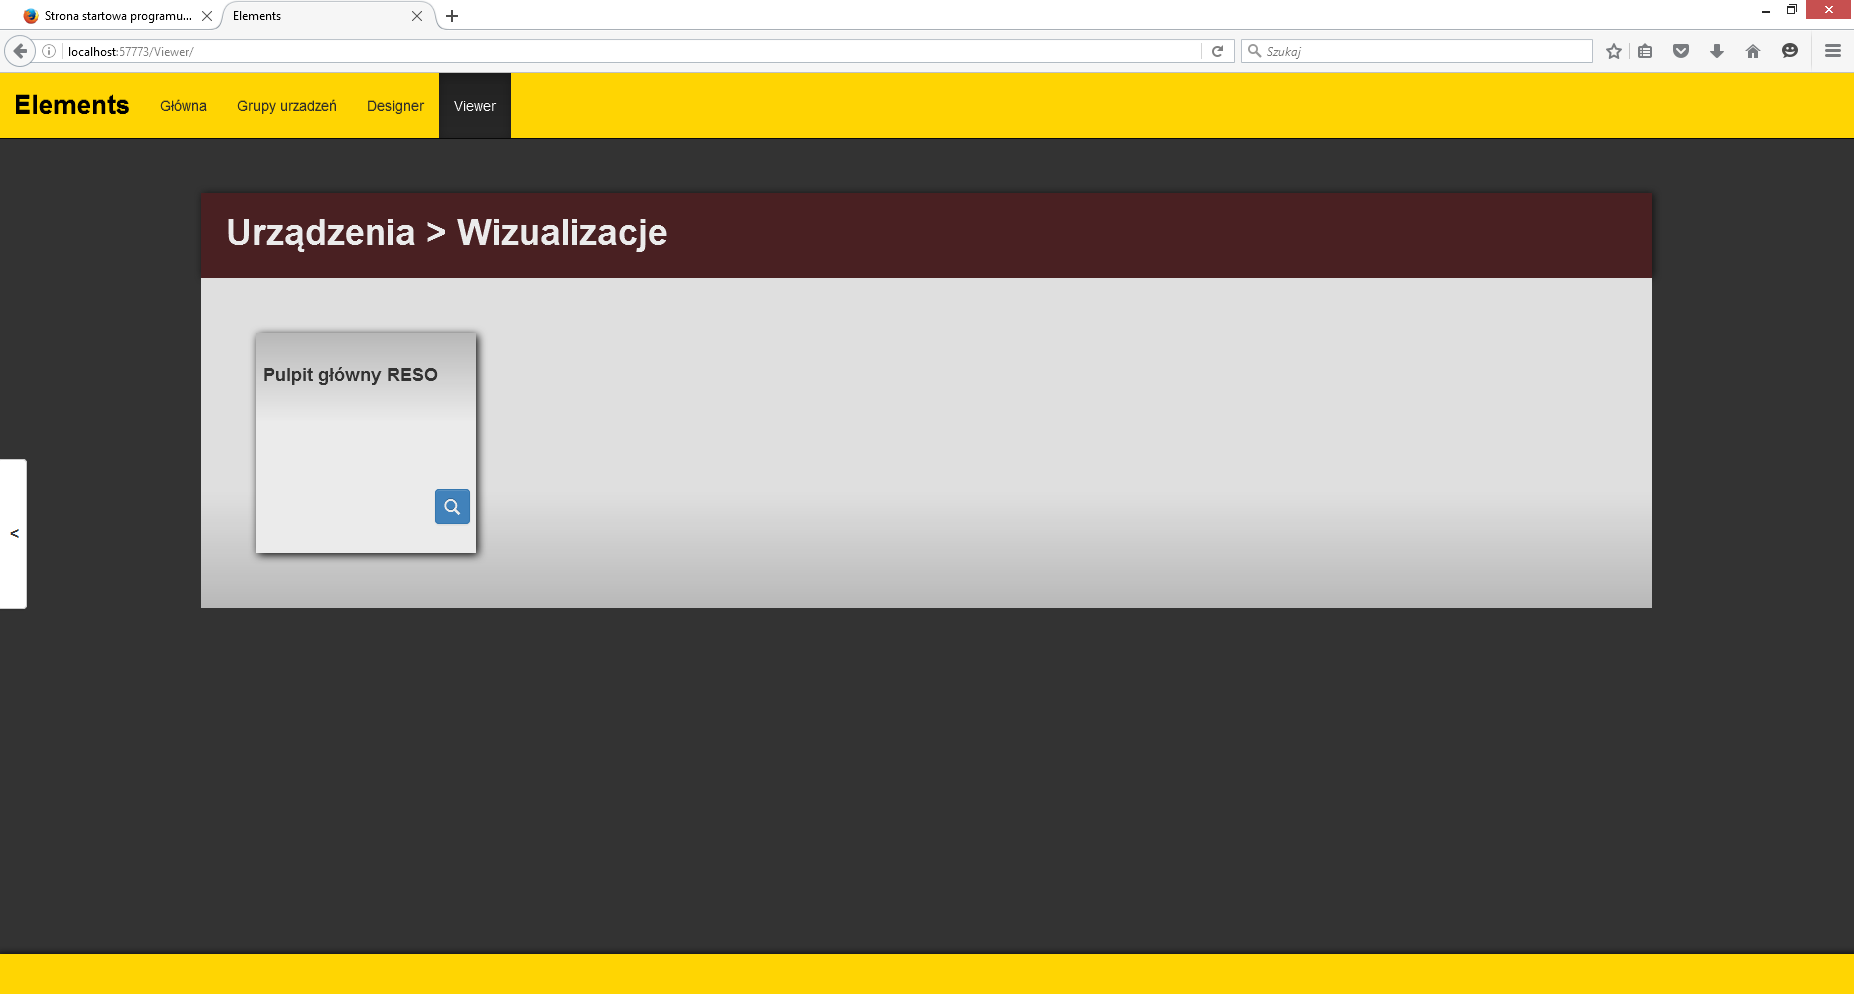 Strona startowa programu...
Elements
localhost:57773/Viewer/
Szukaj
Elements
Główna
Grupy urzadzeń
Designer
Viewer
Urządzenia > Wizualizacje
Pulpit główny RESO
<